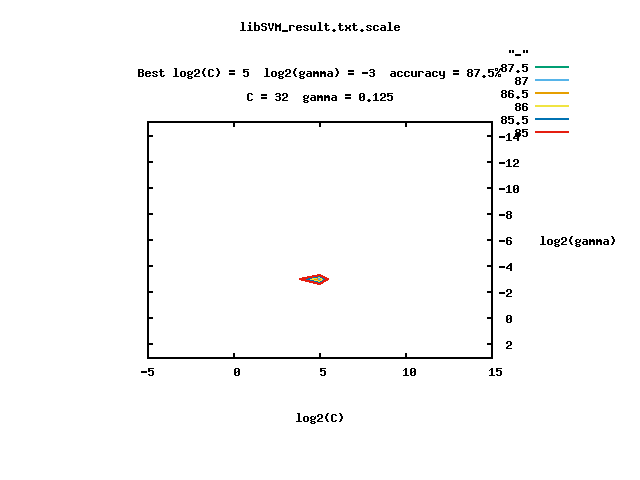 libSVM_result.txt.scale
"-"
Best log2(C) = 5 log2(gamma) = -3 accuracy = 87.5%
87.5
87
C = 32 gamma = 0.125
86.5
86
85.5
85
-14
-12
-10
-8
-6
log2(gamma)
-4
-2
0
2
-5 0 5 10 15
log2(C)